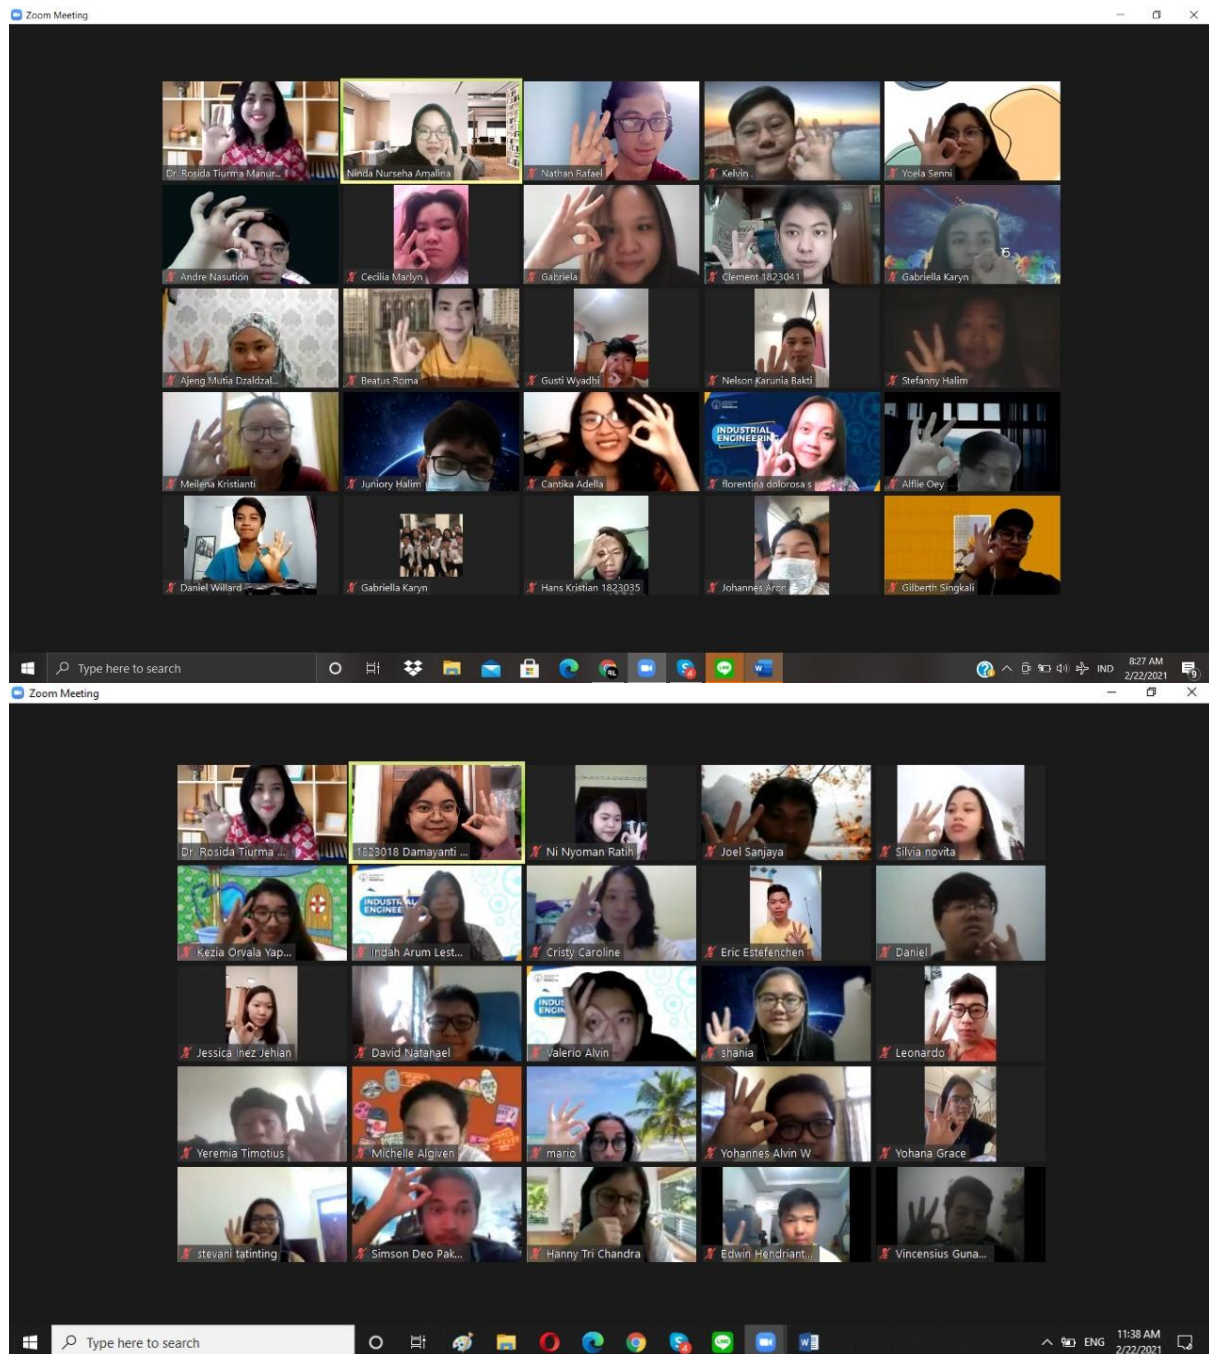 Zoom Meeting
Dr. Rosida Tiurma Manur...
Ninda Nurseha Amalina
Nathan Rafael
Kelvin .
Yoela Senni
Andre Nasution
Cecilia Marlyn
Gabriela
Clement 1823041
Gabriella Karyn
Ajeng Mutia Dzaldzal...
Beatus Roma
Gusti Wyadhi
Nelson Karunia Bakti
Stefanny Halim
INDUSTRIAL
ENGINEERING
Meilena Kristianti
Juniory Halim
Cantika Adella
florentina dolorosa s
Alflie Oey
Daniel Willard
Gabriella Karyn
Hans Kristian 1823035
Johannes Aron
Gilberth Singkali
Type here to search
IND
8:27 AM
2/22/2021
Zoom Meeting
Dr. Rosida Tiurma ...
1823018 Damayanti ...
Ni Nyoman Ratih
Joel Sanjaya
Silvia novita
INDUSTRIAL
ENGINEE
Kezia Orvala Yap...
Indah Arum Lest...
Cristy Caroline
Eric Estefenchen
Daniel
INDUS
ENGIN
Jessica Inez Jehian
David Natanael
Valerio Alvin
shania
Leonardo
Yeremia Timotius
Michelle Algiven
mario
Yohannes Alvin W
Yohana Grace
stevani tatinting
Simson Deo Pak...
Hanny Tri Chandra
Edwin Hendriant...
Vincensius Guna...
Type here to search
ENG
11:38 AM
2/22/2021